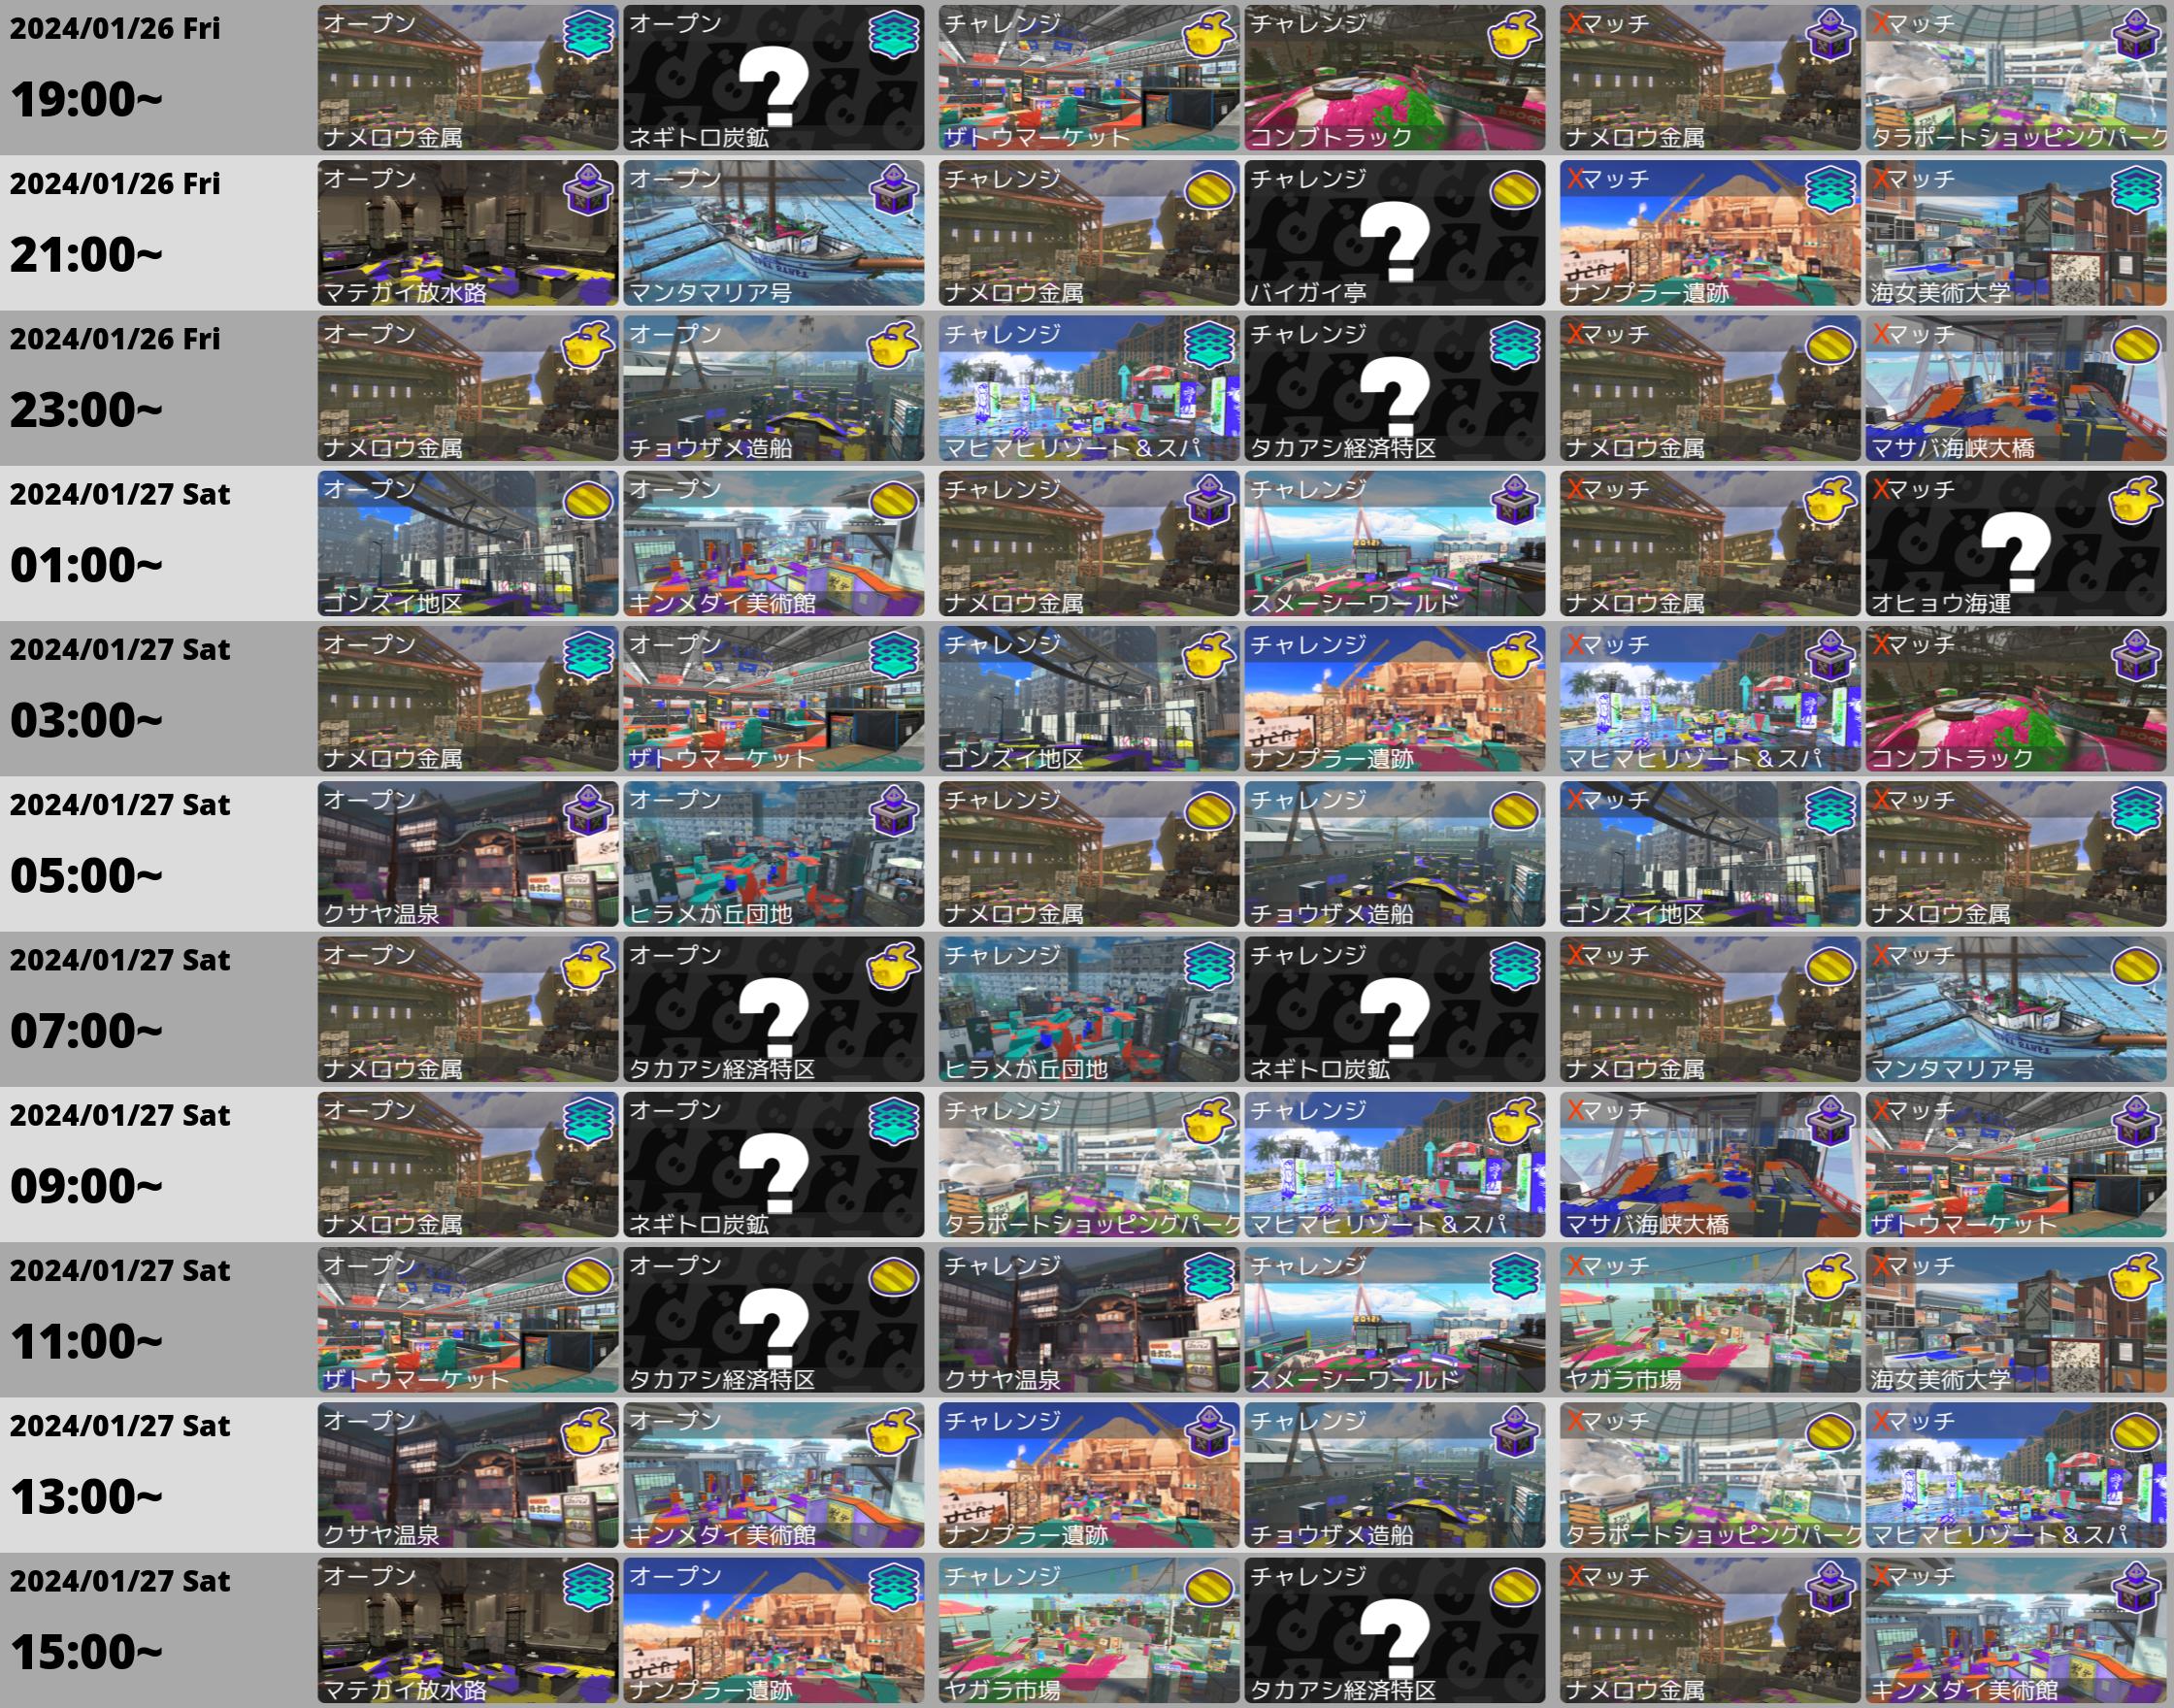 2024/01/26 Fri
19:00~
オープン
ナメロウ金属
オープン
ネギトロ炭鉱
チャレンジ
ザトウマーケット
チャレンジ
コンブトラック
Xマッチ
ナメロウ金属
Xマッチ
タラポートショッピングパーク
2024/01/26 Fri
21:00~
オープン
マテガイ放水路
オープン
マンタマリア号
チャレンジ
ナメロウ金属
チャレンジ
バイガイ亭
Xマッチ
ナンプラー遺跡
Xマッチ
海女美術大学
2024/01/26 Fri
23:00~
オープン
ナメロウ金属
オープン
チョウザメ造船
チャレンジ
マヒマヒリゾート&スパ
チャレンジ
タカアシ経済特区
Xマッチ
ナメロウ金属
Xマッチ
マサバ海峡大橋
2024/01/27 Sat
01:00~
オープン
ゴンズイ地区
オープン
キンメダイ美術館
チャレンジ
ナメロウ金属
チャレンジ
スメーシーワールド
Xマッチ
ナメロウ金属
Xマッチ
オヒョウ海運
2024/01/27 Sat
03:00~
オープン
ナメロウ金属
オープン
ザトウマーケット
チャレンジ
ゴンズイ地区
チャレンジ
ナンプラー遺跡
Xマッチ
マヒマヒリゾート&スパ
Xマッチ
コンブトラック
2024/01/27 Sat
05:00~
オープン
クサヤ温泉
オープン
ヒラメが丘団地
チャレンジ
ナメロウ金属
チャレンジ
チョウザメ造船
Xマッチ
ゴンズイ地区
Xマッチ
ナメロウ金属
2024/01/27 Sat
07:00~
オープン
ナメロウ金属
オープン
タカアシ経済特区
チャレンジ
ヒラメが丘団地
チャレンジ
ネギトロ炭鉱
Xマッチ
ナメロウ金属
Xマッチ
マンタマリア号
2024/01/27 Sat
09:00~
オープン
ナメロウ金属
オープン
ネギトロ炭鉱
チャレンジ
タラポートショッピングパーク
チャレンジ
マヒマヒリゾート&スパ
Xマッチ
マサバ海峡大橋
Xマッチ
ザトウマーケット
2024/01/27 Sat
11:00~
オープン
ザトウマーケット
オープン
タカアシ経済特区
チャレンジ
クサヤ温泉
チャレンジ
スメーシーワールド
Xマッチ
ヤガラ市場
Xマッチ
海女美術大学
2024/01/27 Sat
13:00~
オープン
クサヤ温泉
オープン
キンメダイ美術館
チャレンジ
ナンプラー遺跡
チャレンジ
チョウザメ造船
Xマッチ
タラポートショッピングパーク
Xマッチ
マヒマヒリゾート&スパ
2024/01/27 Sat
15:00~
オープン
マテガイ放水路
オープン
ナンプラー遺跡
チャレンジ
ヤガラ市場
チャレンジ
タカアシ経済特区
Xマッチ
ナメロウ金属
Xマッチ
キンメダイ美術館